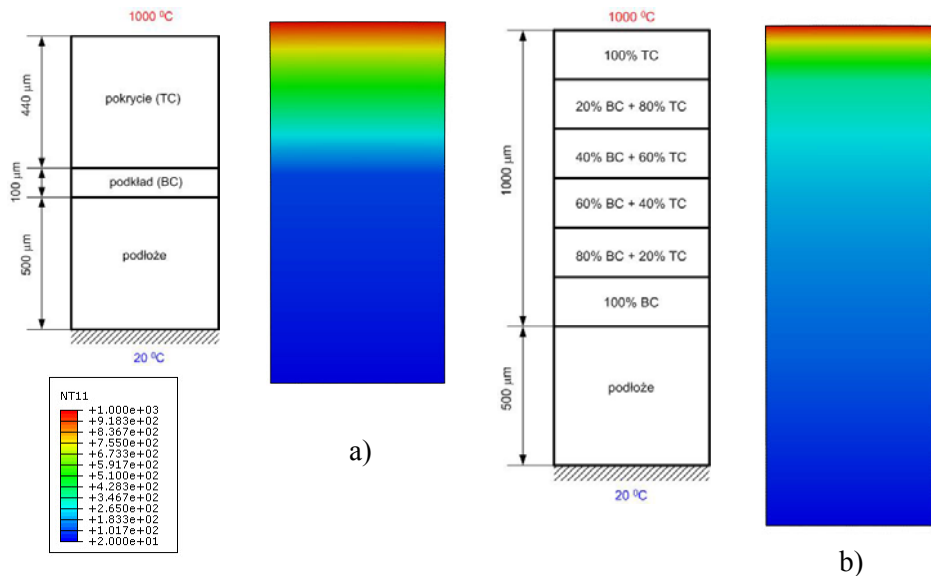 1000 ⁰C
440 µm
pokrycie (TC)
100 µm
podkład (BC)
500 µm
podłoże
20 ⁰C
NT11
+1.000e+03
+9.183e+02
+8.367e+02
+7.550e+02
+6.733e+02
+5.917e+02
+5.100e+02
+4.283e+02
+3.467e+02
+2.650e+02
+1.833e+02
+1.017e+02
+2.000e+01
a)
1000 ⁰C
1000 µm
100% TC
20% BC + 80% TC
40% BC + 60% TC
60% BC + 40% TC
80% BC + 20% TC
100% BC
500 µm
podłoże
20 ⁰C
b)